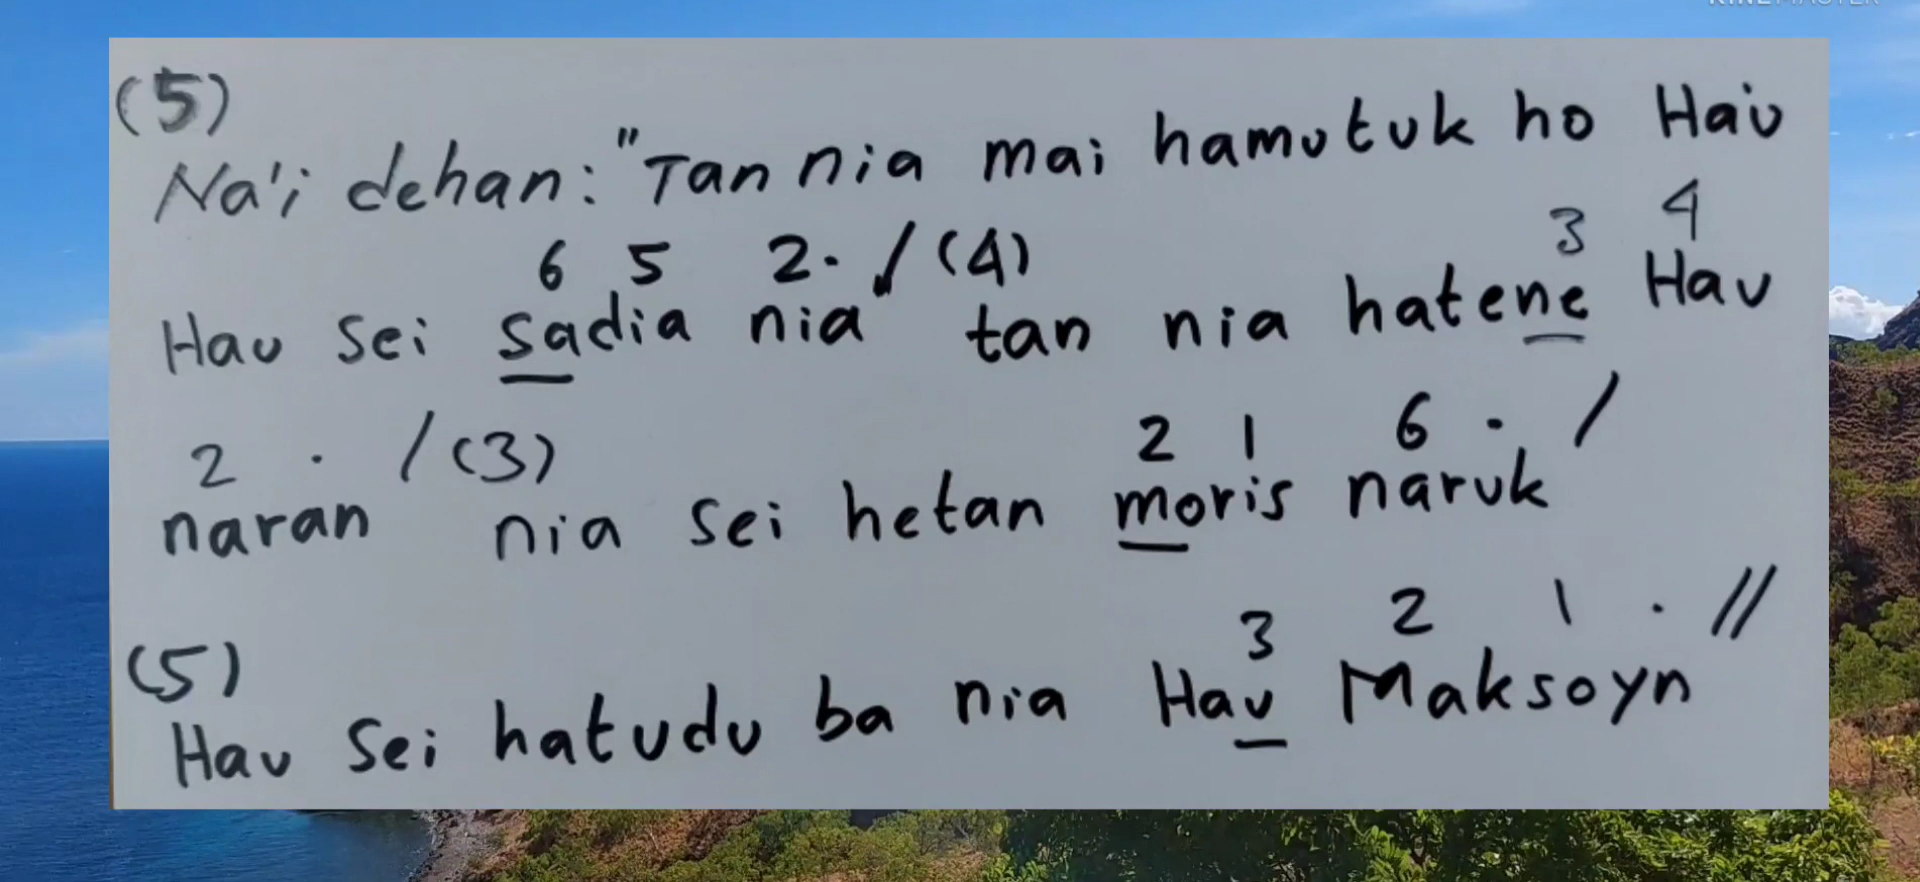 (5)
Na'i dehan: "Tan nia mai hamutuk ho Ha'u
3 4
6 5 2. / (4)
Hau sei sadia nia tan nia hatene Hau
2 . / (3) 2 1 6 . /
naran nia sei hetan moris naruk
3 2 1 . //
(5)
Hau sei hatudu ba nia Hau Maksoyn